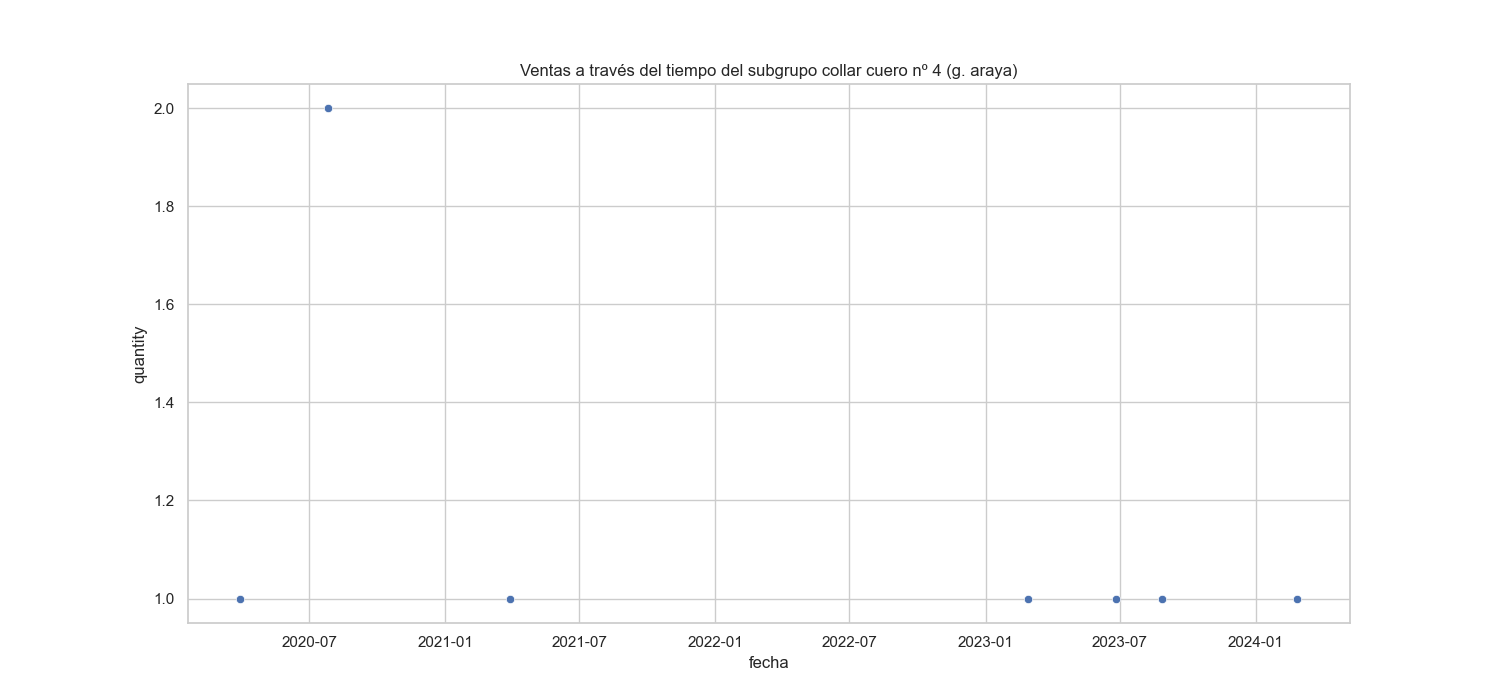 Ventas a través del tiempo del subgrupo collar cuero nº 4 (g. araya)
2.0
1.8
1.6
1.4
1.2
1.0
quantity
2020-07 2021-01 2021-07 2022-01 2022-07 2023-01 2023-07 2024-01
fecha